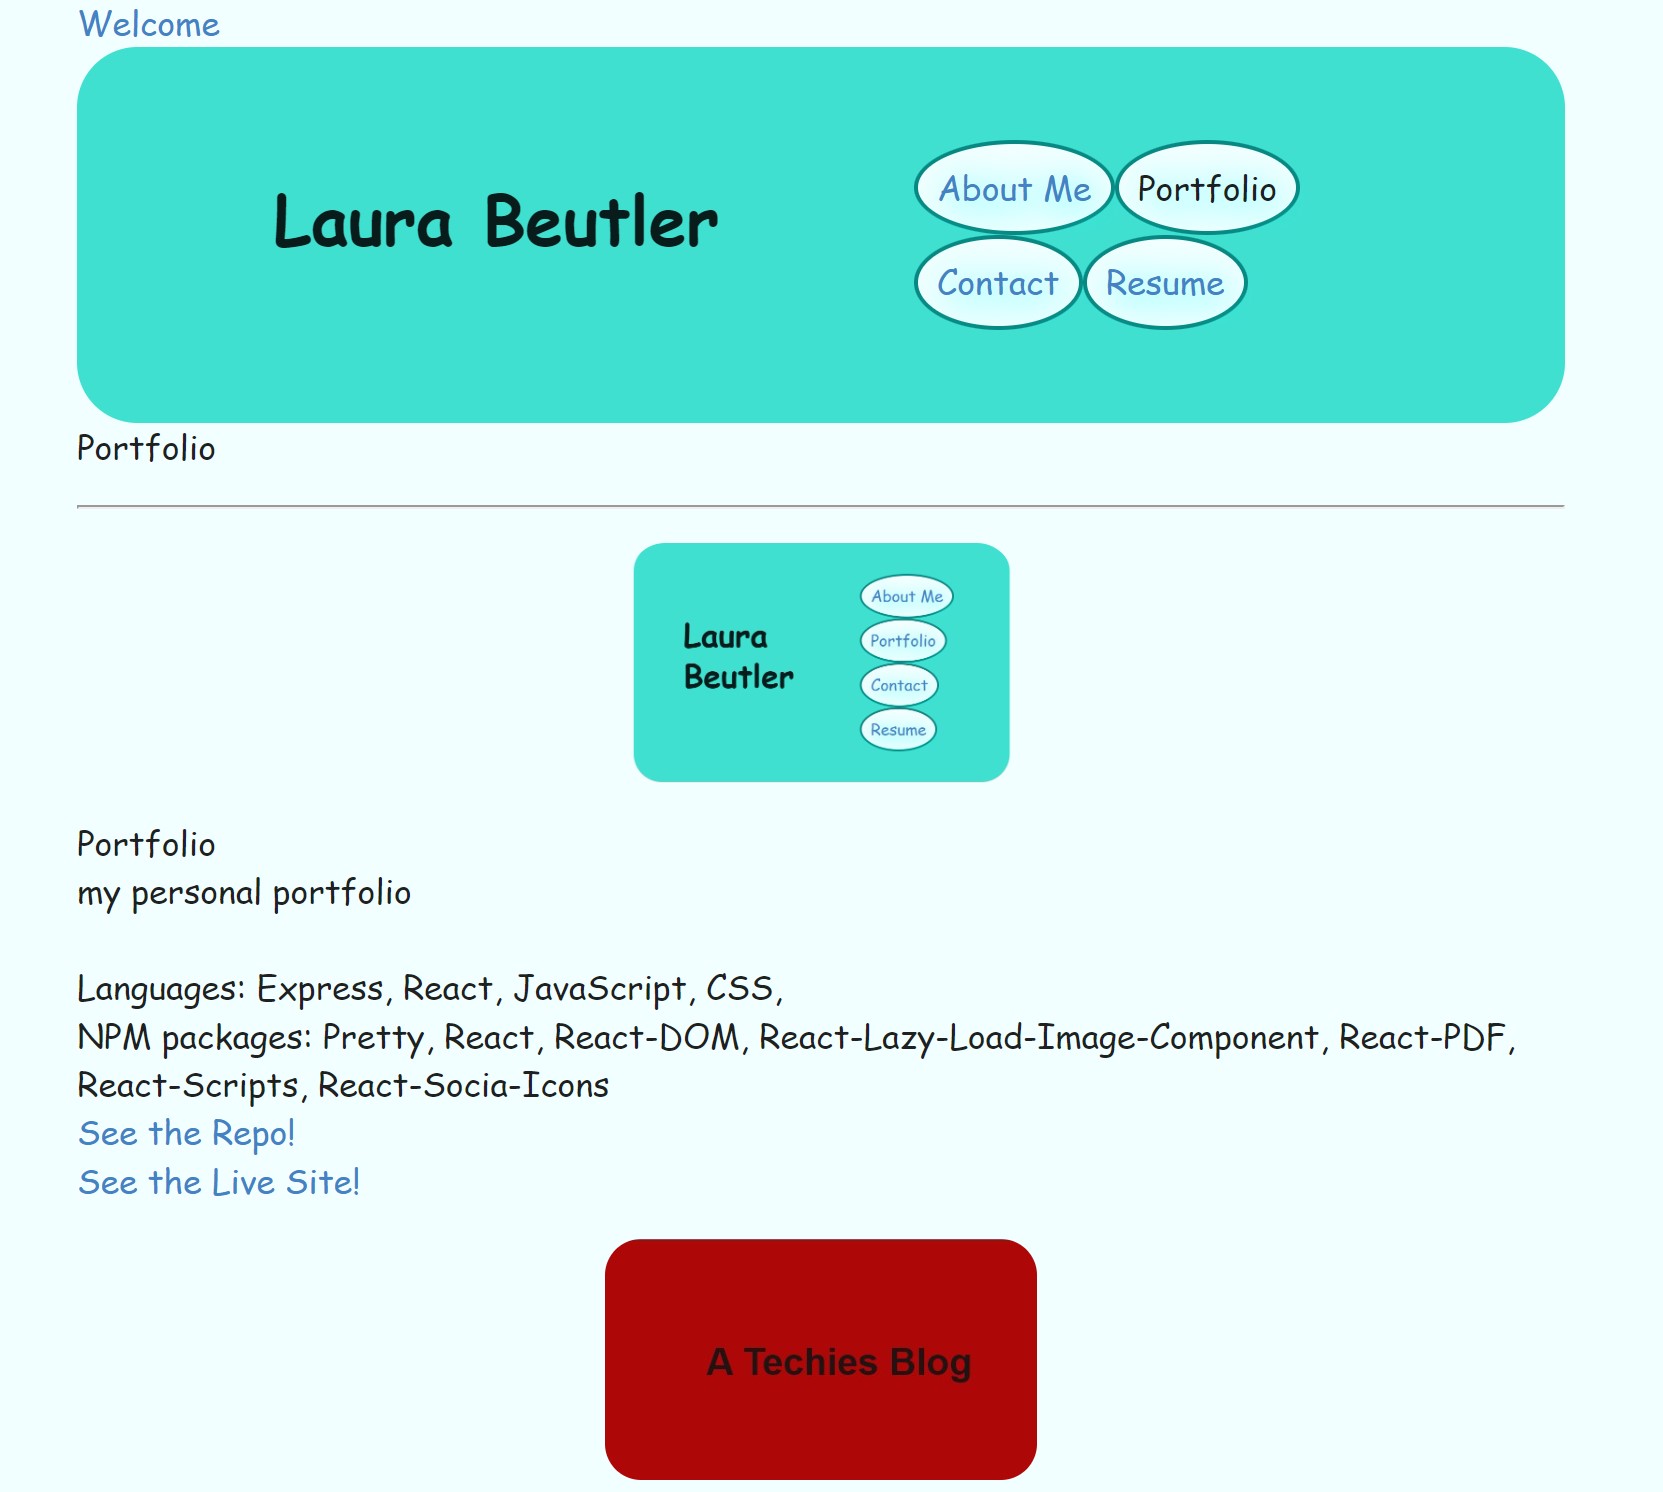 Welcome
Laura Beutler
About Me
Portfolio
Contact
Resume
Portfolio
Laura
Beutler
About Me
Portfolio
Contact
Resume
Portfolio
my personal portfolio
Languages: Express, React, JavaScript, CSS,
NPM packages: Pretty, React, React-DOM, React-Lazy-Load-Image-Component, React-PDF,
React-Scripts, React-Socia-Icons
See the Repo!
See the Live Site!
A Techies Blog